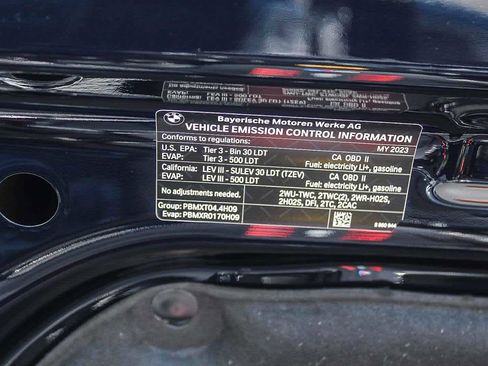 BMW
Bayerische Motoren Werke AG
VEHICLE EMISSION CONTROL INFORMATION
Conforms to regulations: MY 2023
U.S. EPA: Tier 3 - Bin 30 LDT CA OBD II
EVAP: Tier 3 - 500 LDT Fuel: electricity Li+, gasoline
California: LEV III - SULEV 30 LDT (TZEV) CA OBD II
EVAP: LEV III - 500 LDT Fuel: electricity Li+, gasoline
No adjustments needed. 2WU-TWC, 2TWC(2), 2WR-HO2S,
Group: PBMXT04.4H09 2HO2S, DFI, 2TC, 2CAC
Evap: PBMXR0170H09